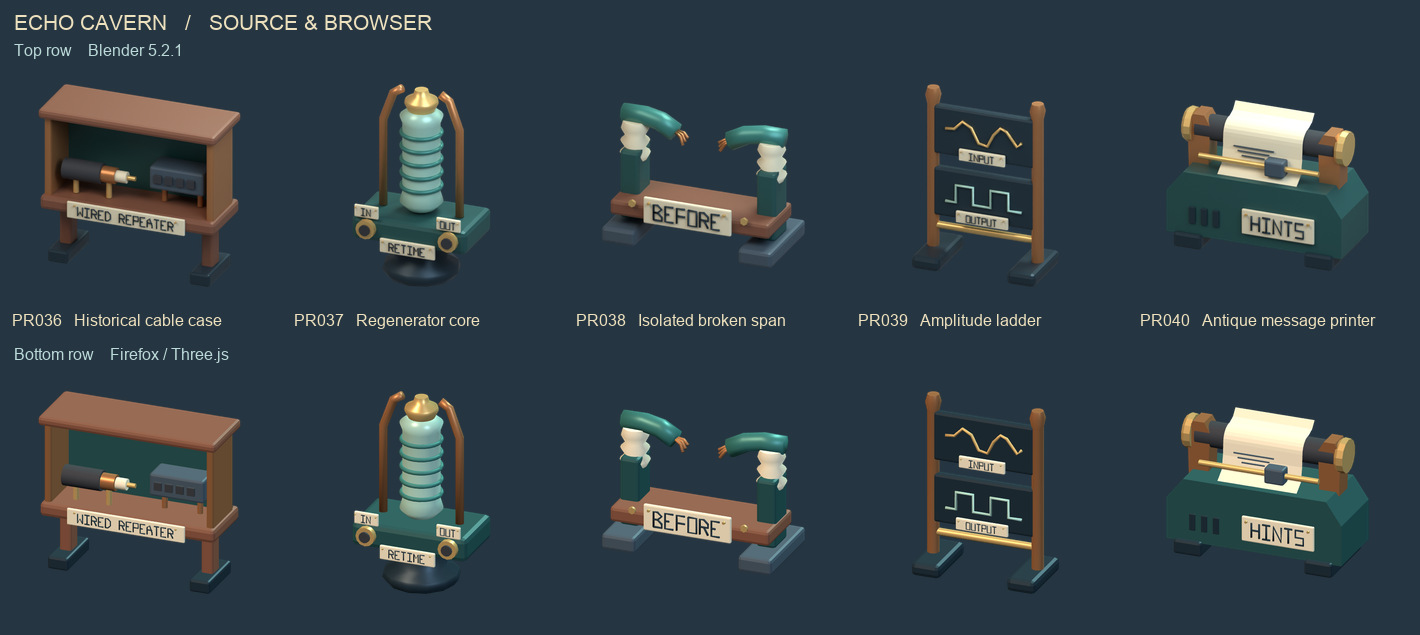 ECHO CAVERN / SOURCE & BROWSER
Top row Blender 5.2.1
WIRED REPEATER
IN
OUT
RETIME
BEFORE
INPUT
OUTPUT
HINTS
PR036 Historical cable case
PR037 Regenerator core
PR038 Isolated broken span
PR039 Amplitude ladder
PR040 Antique message printer
Bottom row Firefox / Three.js
WIRED REPEATER
IN
OUT
RETIME
BEFORE
INPUT
OUTPUT
HINTS